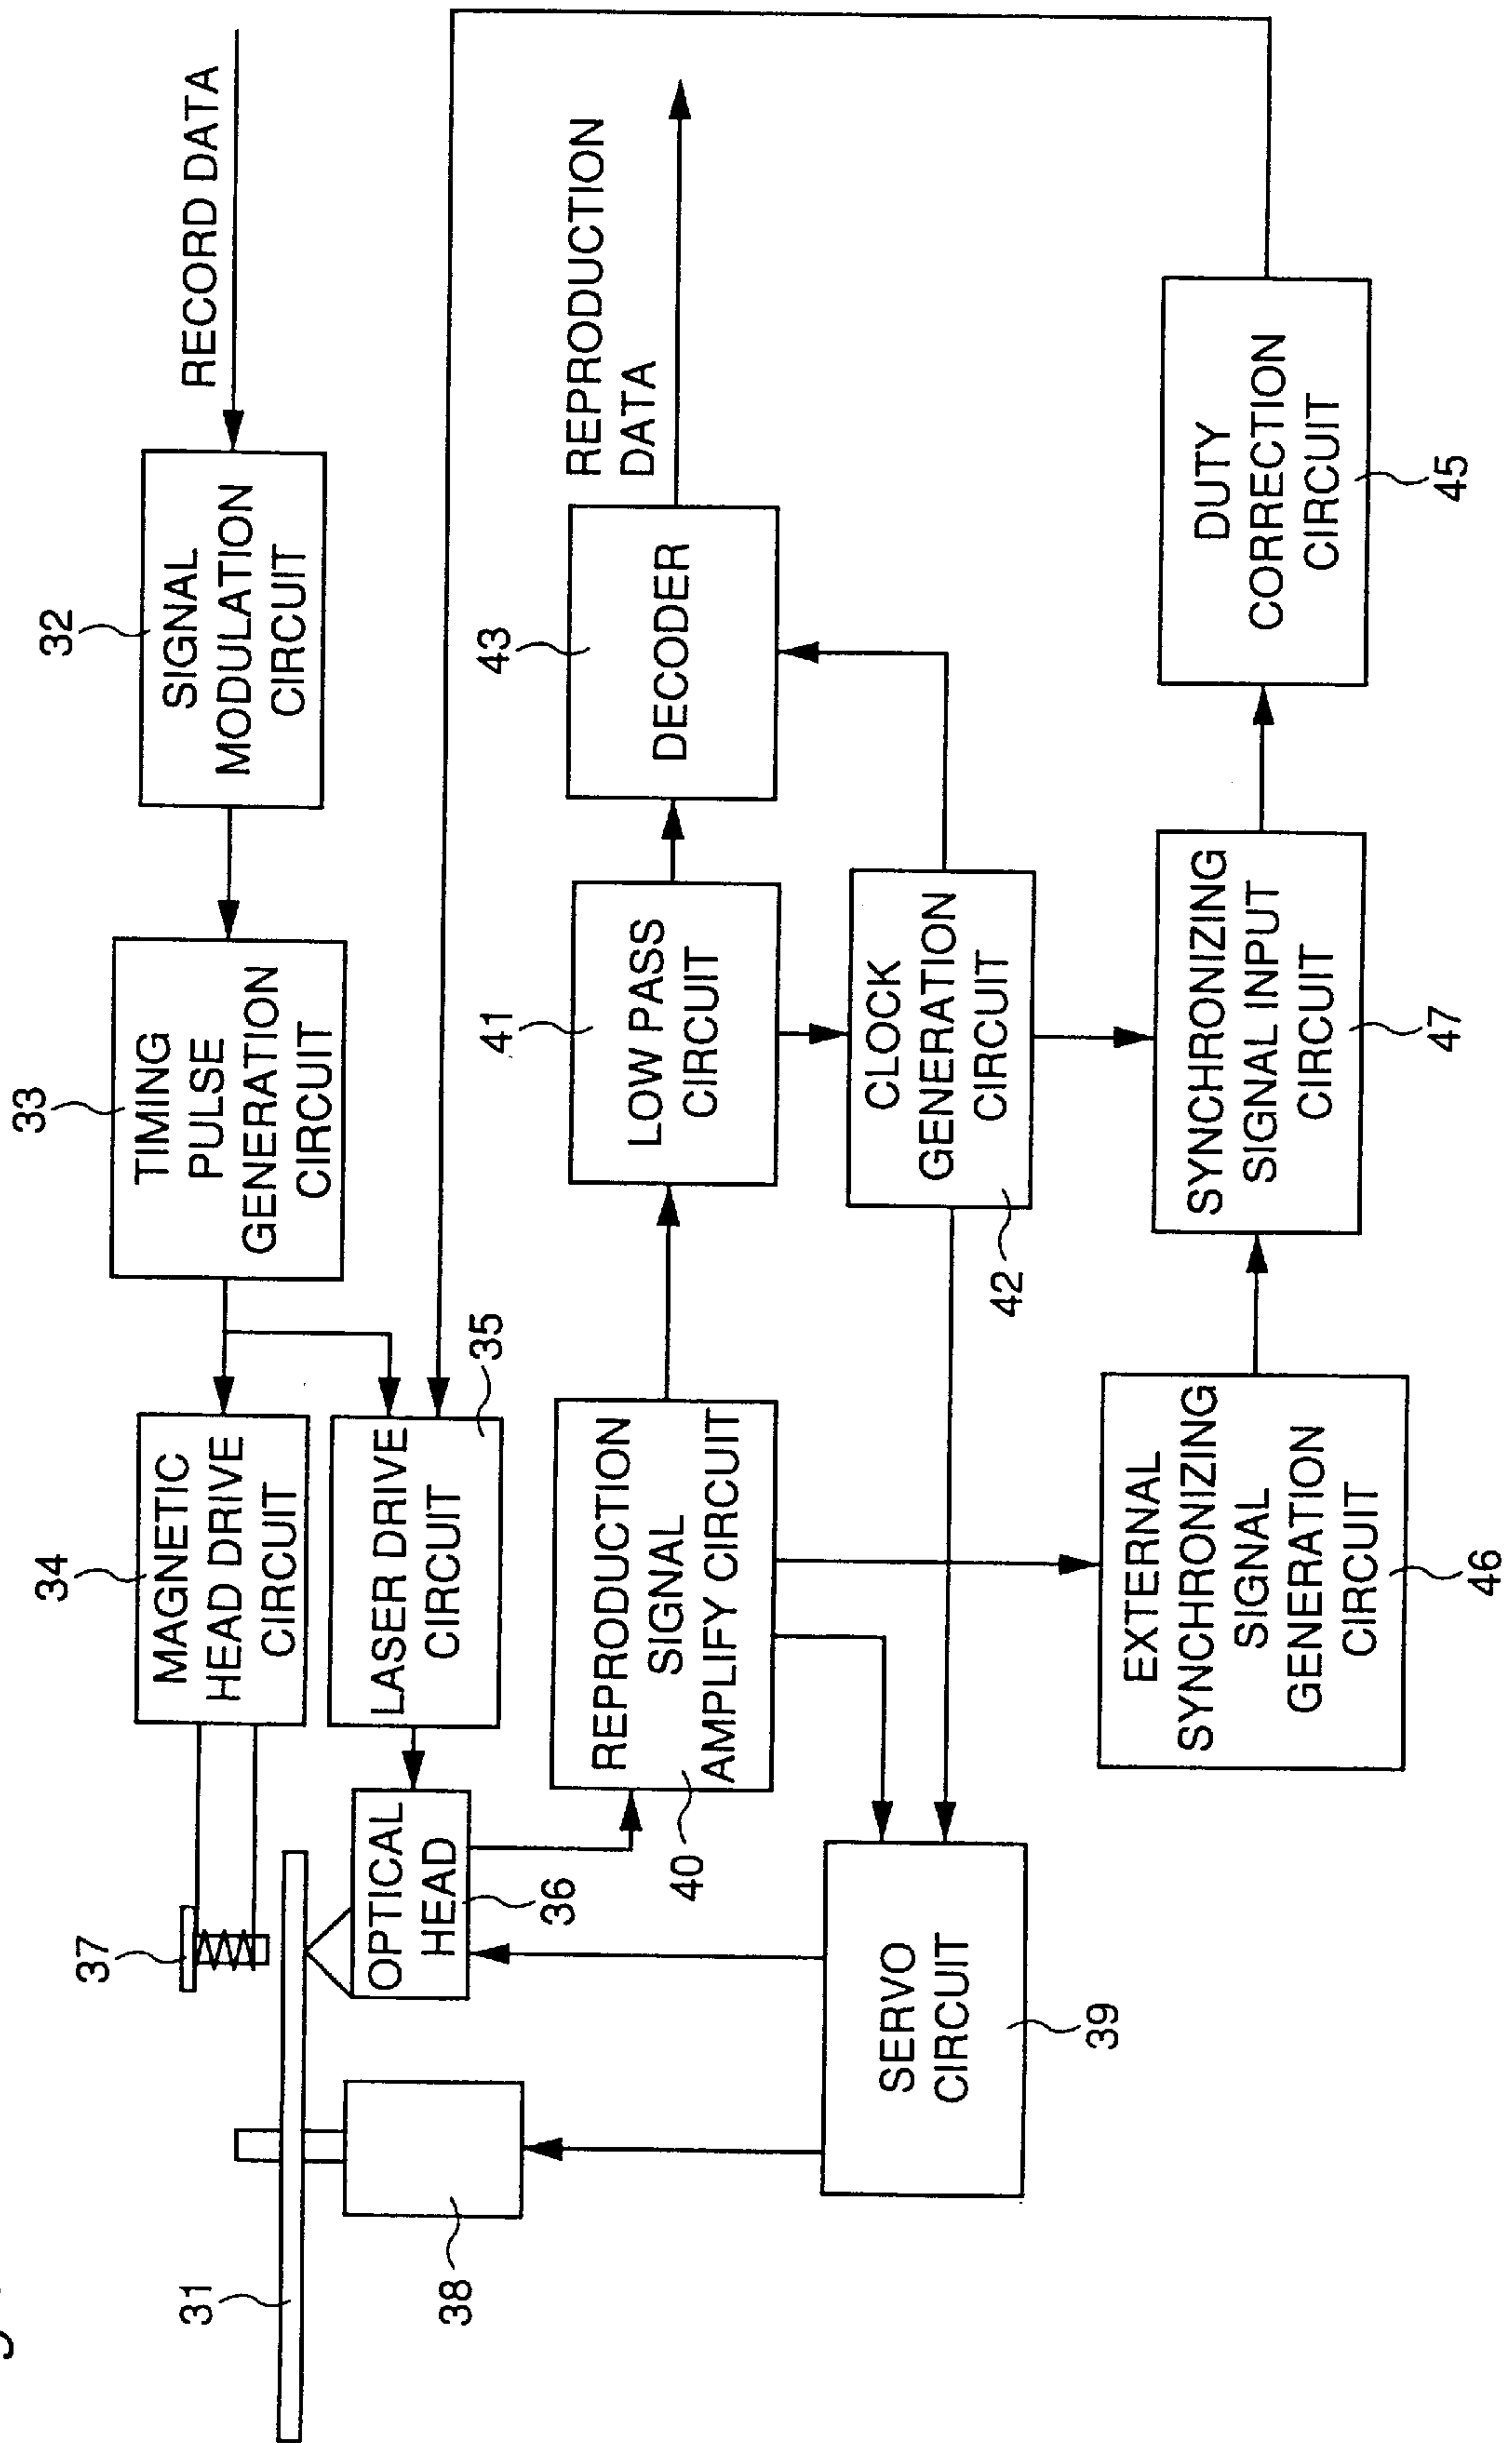 RECORD DATA
32
SIGNAL
MODULATION
CIRCUIT
33
TIMING
PULSE
GENERATION
CIRCUIT
34
MAGNETIC
HEAD DRIVE
CIRCUIT
37
31
LASER DRIVE
CIRCUIT
35
OPTICAL
HEAD
36
38
REPRODUCTION
DATA
43
DECODER
41
LOW PASS
CIRCUIT
REPRODUCTION
SIGNAL
AMPLIFY CIRCUIT
40
CLOCK
GENERATION
CIRCUIT
42
SERVO
CIRCUIT
39
EXTERNAL
SYNCHRONIZING
SIGNAL
GENERATION
CIRCUIT
46
SYNCHRONIZING
SIGNAL INPUT
CIRCUIT
47
DUTY
CORRECTION
CIRCUIT
45